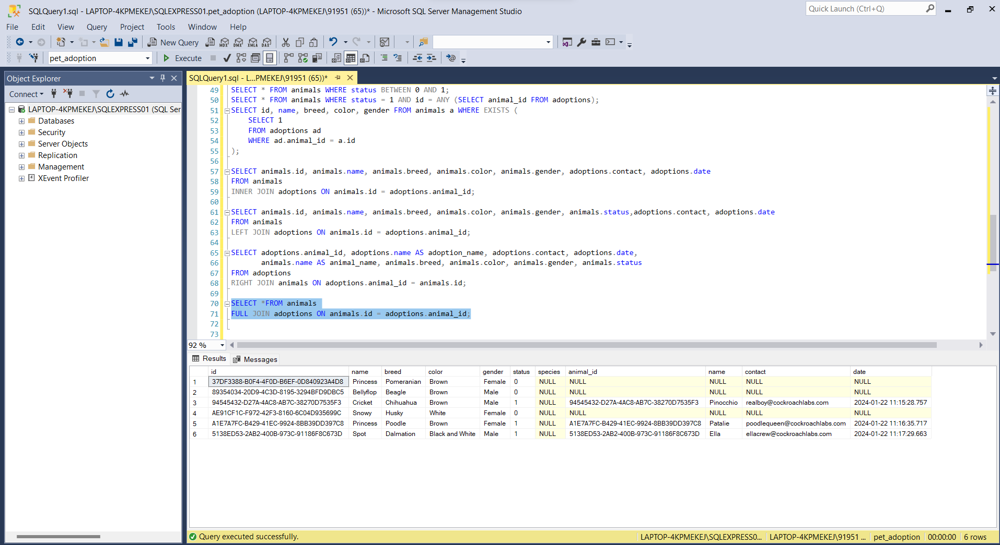 SQLQuery1.sql - LAPTOP-4KPMEKEJ\SQLEXPRESS01.pet_adoption (LAPTOP-4KPMEKEJ\91951 (65))* - Microsoft SQL Server Management Studio
Quick Launch (Ctrl+Q)
File Edit View Query Project Tools Window Help
New Query MDX DMX XMLA DAX
pet_adoption Execute
Object Explorer
Connect
LAPTOP-4KPMEKEJ\SQLEXPRESS01 (SQL Ser
Databases
Security
Server Objects
Replication
Management
XEvent Profiler
SQLQuery1.sql - L...PMEKEJ\91951 (65))*
49 SELECT * FROM animals WHERE status BETWEEN 0 AND 1;
50 SELECT * FROM animals WHERE status = 1 AND id = ANY (SELECT animal_id FROM adoptions);
51 SELECT id, name, breed, color, gender FROM animals a WHERE EXISTS (
52 SELECT 1
53 FROM adoptions ad
54 WHERE ad.animal_id = a.id
55 );
56
57 SELECT animals.id, animals.name, animals.breed, animals.color, animals.gender, adoptions.contact, adoptions.date
58 FROM animals
59 INNER JOIN adoptions ON animals.id = adoptions.animal_id;
60
61 SELECT animals.id, animals.name, animals.breed, animals.color, animals.gender, animals.status,adoptions.contact, adoptions.date
62 FROM animals
63 LEFT JOIN adoptions ON animals.id = adoptions.animal_id;
64
65 SELECT adoptions.animal_id, adoptions.name AS adoption_name, adoptions.contact, adoptions.date,
66 animals.name AS animal_name, animals.breed, animals.color, animals.gender, animals.status
67 FROM adoptions
68 RIGHT JOIN animals ON adoptions.animal_id = animals.id;
69
70 SELECT *FROM animals
71 FULL JOIN adoptions ON animals.id = adoptions.animal_id;
72
73
92 %
Results Messages
id name breed color gender status species animal_id name contact date
1 37DF3388-B0F4-4F0D-B6EF-0D840923A4D8 Princess Pomeranian Brown Female 0 NULL NULL NULL NULL NULL
2 89354034-20D9-4C3D-8195-3294BFD9DBC5 Bellyflop Beagle Brown Male 0 NULL NULL NULL NULL NULL
3 94545432-D27A-4AC8-AB7C-38270D7535F3 Cricket Chihuahua Brown Male 1 NULL 94545432-D27A-4AC8-AB7C-38270D7535F3 Pinocchio realboy@cockroachlabs.com 2024-01-22 11:15:28.757
4 AE91CF1C-F972-42F3-8160-6C04D935699C Snowy Husky White Female 0 NULL NULL NULL NULL NULL
5 A1E7A7FC-B429-41EC-9924-8BB39DD397C8 Princess Poodle Brown Female 1 NULL A1E7A7FC-B429-41EC-9924-8BB39DD397C8 Patalie poodlequeen@cockroachlabs.com 2024-01-22 11:16:35.717
6 5138ED53-2AB2-400B-973C-91186F8C673D Spot Dalmation Black and White Male 1 NULL 5138ED53-2AB2-400B-973C-91186F8C673D Ella ellacrew@cockroachlabs.com 2024-01-22 11:17:29.663
Query executed successfully. LAPTOP-4KPMEKEJ\SQLEXPRESS0... LAPTOP-4KPMEKEJ\91951 ... pet_adoption 00:00:00 6 rows